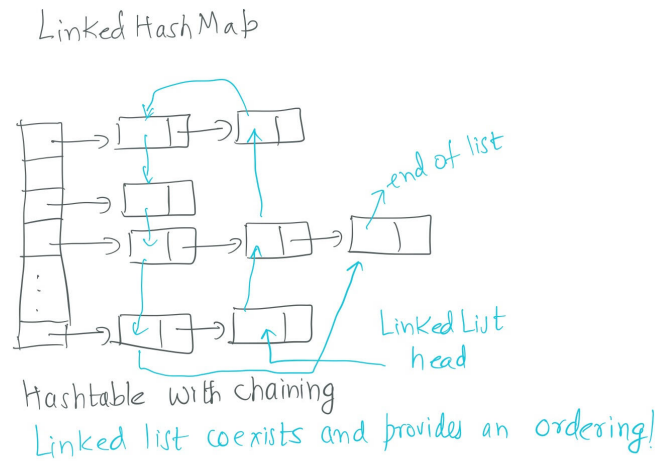 Linked HashMap
end of list
Linked List
head
Hashtable with Chaining
Linked list coexists and provides an ordering!